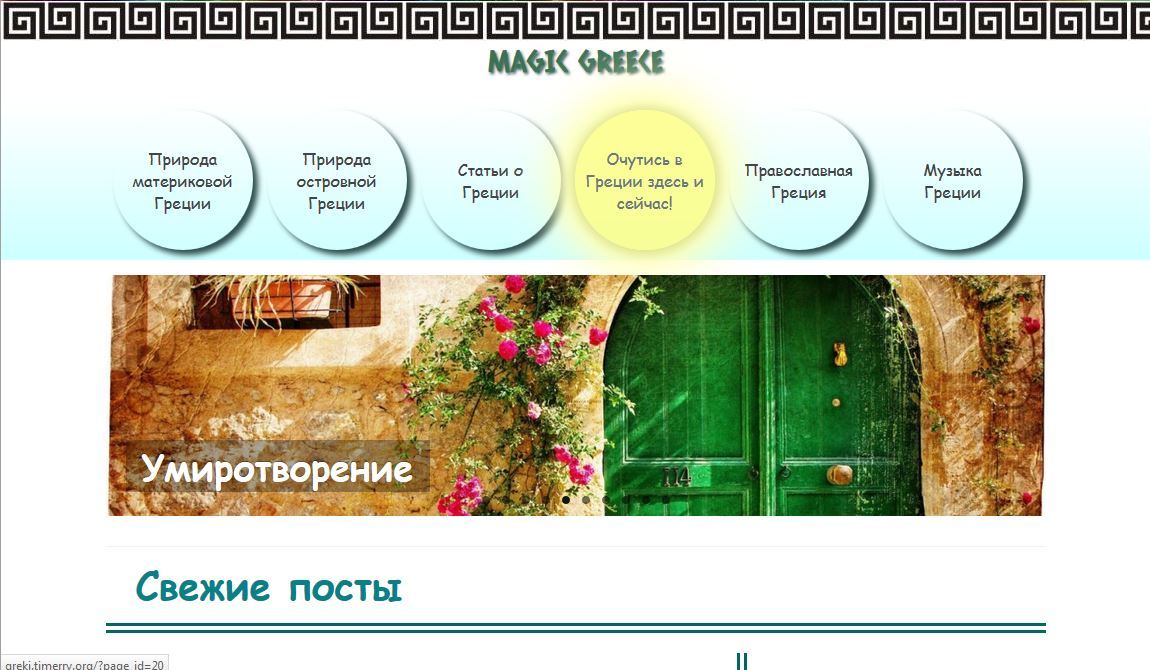 MAGIC GREECE
Природа
материковой
Греции
Природа
островной
Греции
Статьи о
Греции
Очутись в
Греции здесь и
сейчас!
Православная
Греция
Музыка
Греции
114
Умиротворение
Свежие посты
greki.timerry.org/?page_id=20